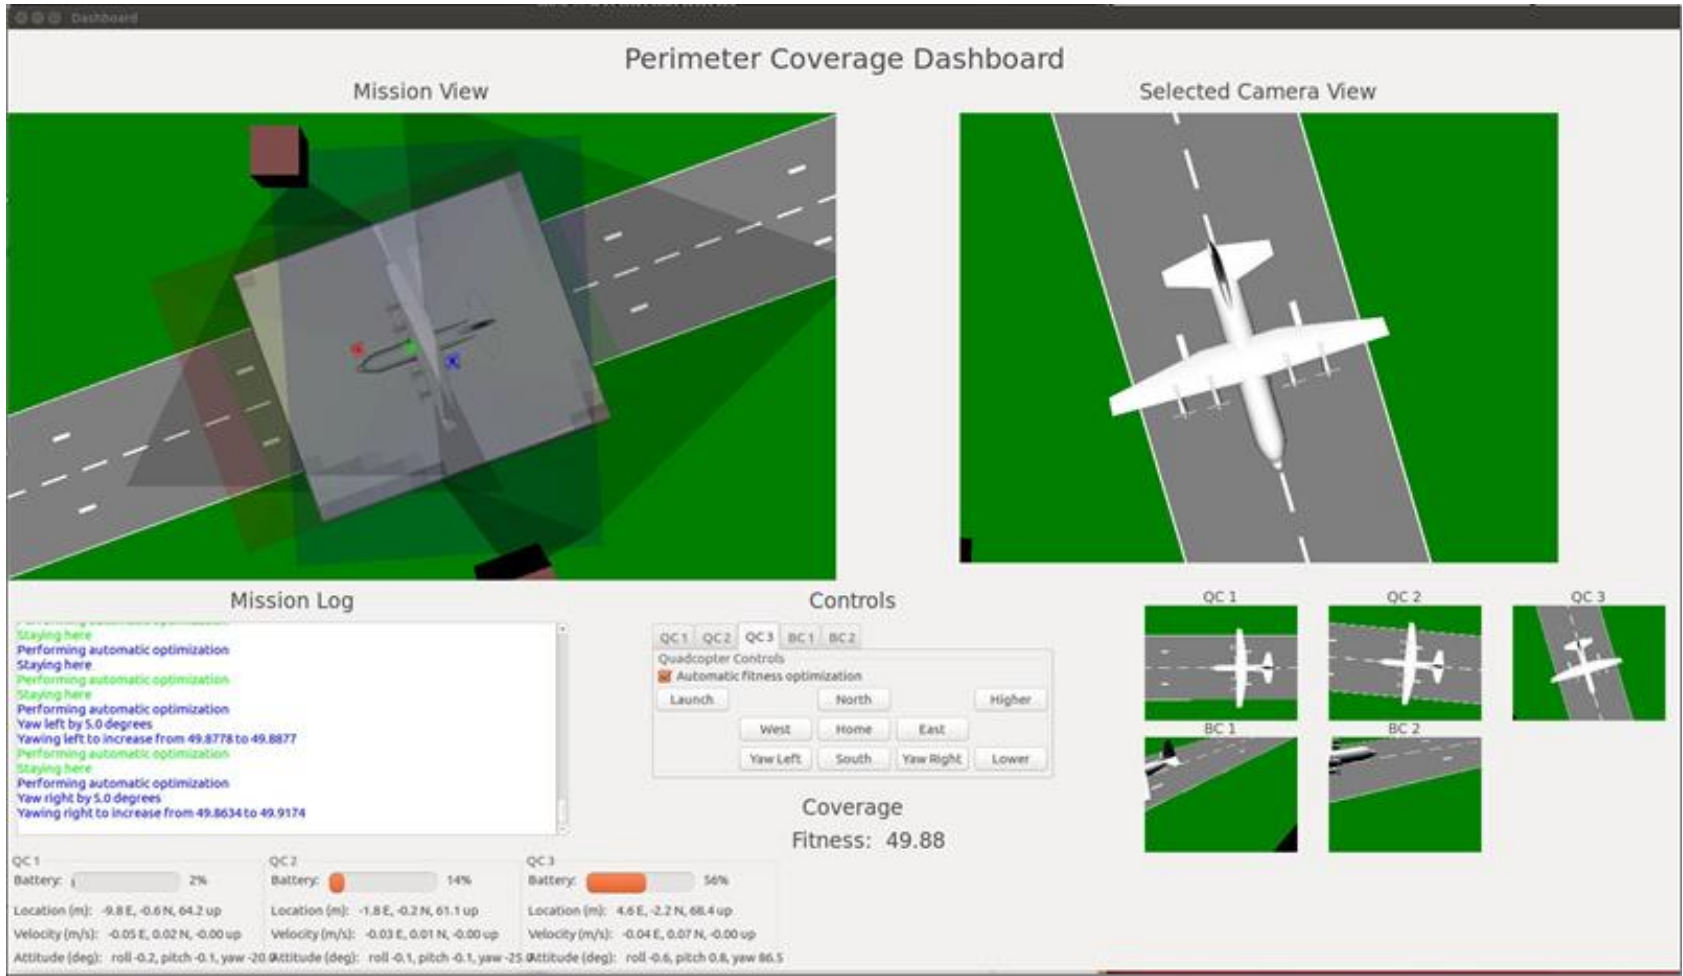 Dashboard
Perimeter Coverage Dashboard
Mission View
Selected Camera View
Mission Log
Staying here
Performing automatic optimization
Staying here
Performing automatic optimization
Staying here
Performing automatic optimization
Yaw left by 5.0 degrees
Yawing left to increase from 49.8778 to 49.8877
Performing automatic optimization
Staying here
Performing automatic optimization
Yaw right by 5.0 degrees
Yawing right to increase from 49.8634 to 49.9174
Controls
QC 1 QC 2 QC 3 BC 1 BC 2
Quadcopter Controls
Automatic fitness optimization
Launch North Higher
West Home East
Yaw Left South Yaw Right Lower
Coverage
Fitness: 49.88
QC 1 QC 2 QC 3
BC 1 BC 2
QC 1
Battery: 2%
Location (m): -9.8 E, -0.6 N, 64.2 up
Velocity (m/s): -0.05 E, 0.02 N, -0.00 up
Attitude (deg): roll -0.2, pitch -0.1, yaw -20.0
QC 2
Battery: 14%
Location (m): -1.8 E, -0.2 N, 61.1 up
Velocity (m/s): -0.03 E, 0.01 N, -0.00 up
Attitude (deg): roll -0.1, pitch -0.1, yaw -25.0
QC 3
Battery: 56%
Location (m): 4.6 E, -2.2 N, 68.4 up
Velocity (m/s): -0.04 E, 0.07 N, -0.00 up
Attitude (deg): roll -0.6, pitch 0.8, yaw 86.5